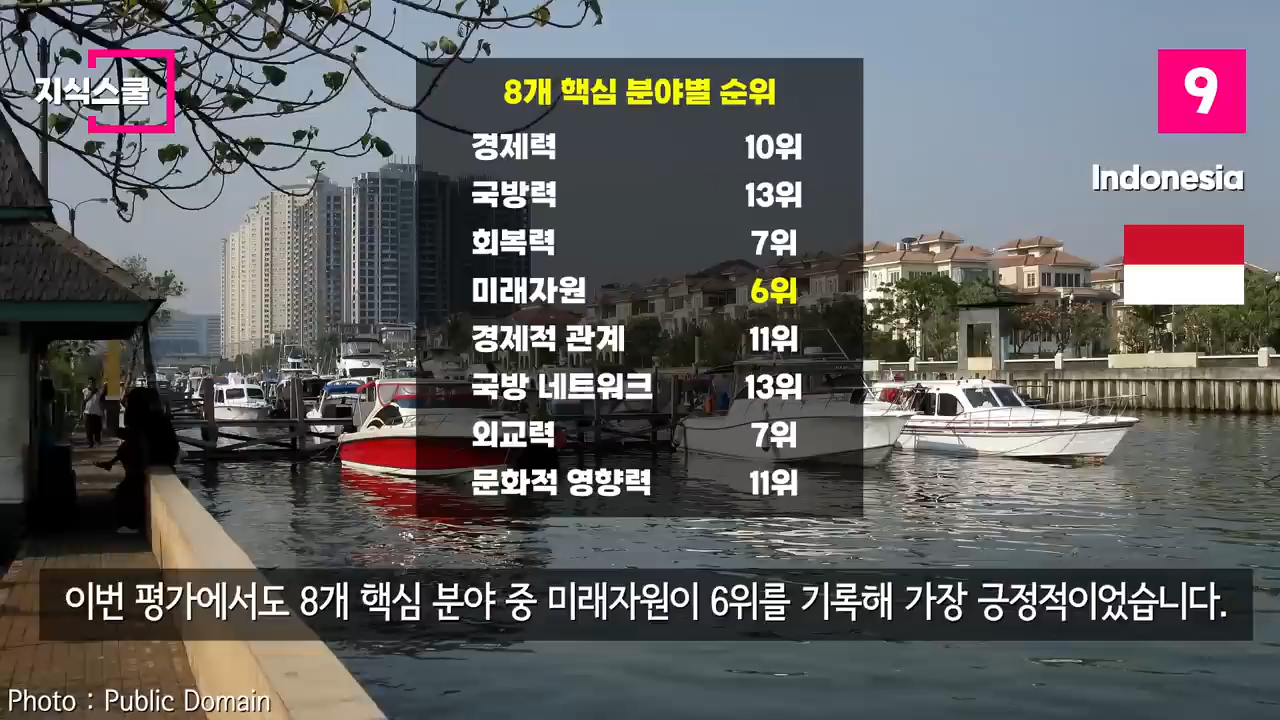 지식스쿨
9
Indonesia
8개 핵심 분야별 순위
경제력 10위
국방력 13위
회복력 7위
미래자원 6위
경제적 관계 11위
국방 네트워크 13위
외교력 7위
문화적 영향력 11위
이번 평가에서도 8개 핵심 분야 중 미래자원이 6위를 기록해 가장 긍정적이었습니다.
Photo : Public Domain